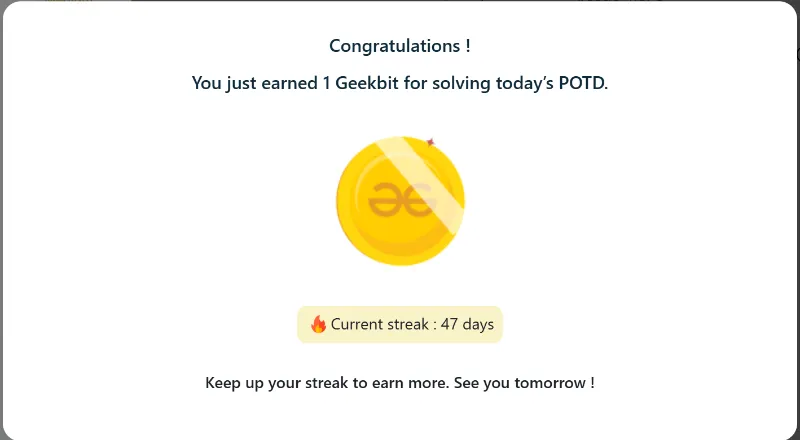 Congratulations !
You just earned 1 Geekbit for solving today’s POTD.
Current streak : 47 days
Keep up your streak to earn more. See you tomorrow !